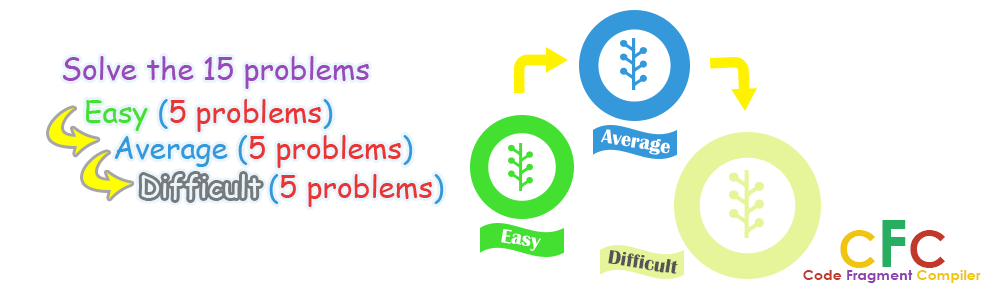 Solve the 15 problems
Easy (5 problems)
Average (5 problems)
Difficult (5 problems)
Average
Easy
Difficult
CFC
Code Fragment Compiler